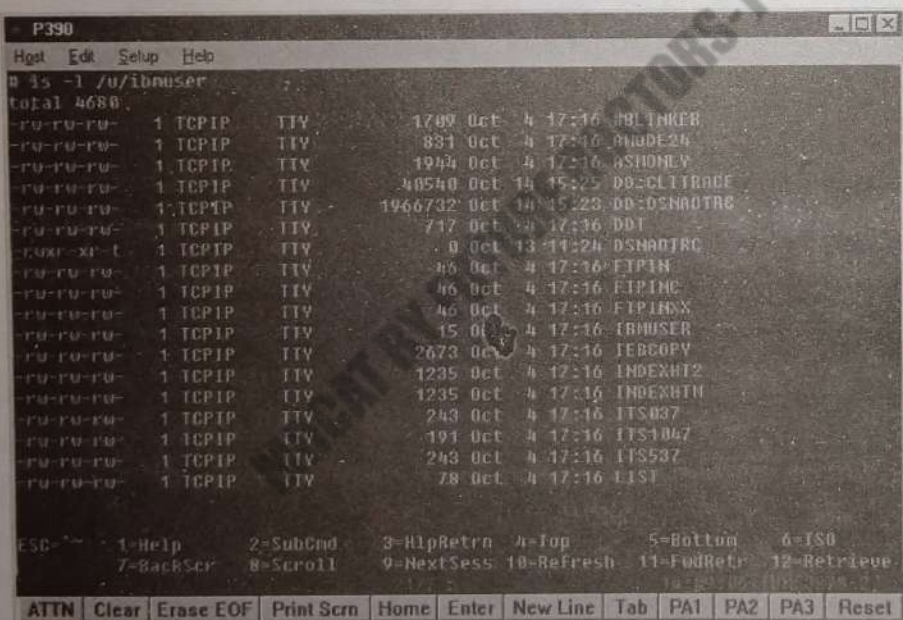 P390
Host Edit Setup Help
# ls -l /u/ibmuser
total 4680
-rw-rw-rw- 1 TCPIP TTY 1709 Oct 4 17:16 @BLINKER
-rw-rw-rw- 1 TCPIP TTY 831 Oct 4 17:16 AMODE24
-rw-rw-rw- 1 TCPIP TTY 1944 Oct 4 17:16 ASMONLY
-rw-rw-rw- 1 TCPIP TTY 40540 Oct 14 15:25 DD:CLITRACE
-rw-rw-rw- 1 TCPIP TTY 1966732 Oct 14 15:23 DD:DSNAOTRC
-rw-rw-rw- 1 TCPIP TTY 717 Oct 4 17:16 DDT
-rwxr-xr-t 1 TCPIP TTY 0 Oct 13 11:24 DSNAOTRC
-rw-rw-rw- 1 TCPIP TTY 46 Oct 4 17:16 FTPIN
-rw-rw-rw- 1 TCPIP TTY 46 Oct 4 17:16 FTPINC
-rw-rw-rw- 1 TCPIP TTY 46 Oct 4 17:16 FTPINXX
-rw-rw-rw- 1 TCPIP TTY 15 4 17:16 IBMUSER
-rw-rw-rw- 1 TCPIP TTY 2673 Oct 4 17:16 IEBCOPY
-rw-rw-rw- 1 TCPIP TTY 1235 Oct 4 17:16 INDEXHT2
-rw-rw-rw- 1 TCPIP TTY 1235 Oct 4 17:16 INDEXHTM
-rw-rw-rw- 1 TCPIP TTY 243 Oct 4 17:16 ITS037
-rw-rw-rw- 1 TCPIP TTY 191 Oct 4 17:16 ITS1047
-rw-rw-rw- 1 TCPIP TTY 243 Oct 4 17:16 ITS537
-rw-rw-rw- 1 TCPIP TTY 78 Oct 4 17:16 LIST
ESC= 1=Help 2=SubCmd 3=HlpRetrn 4=Top 5=Bottom 6=TSO
7=BackScr 8=Scroll 9=NextSess 10=Refresh 11=FwdRetr 12=Retrieve
ATTN Clear Erase EOF Print Scrn Home Enter New Line Tab PA1 PA2 PA3 Reset